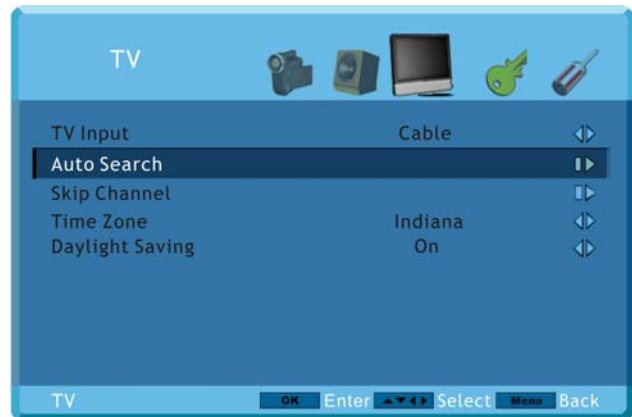 TV
TV Input Cable
Auto Search
Skip Channel
Time Zone Indiana
Daylight Saving On
TV OK Enter Select Menu Back